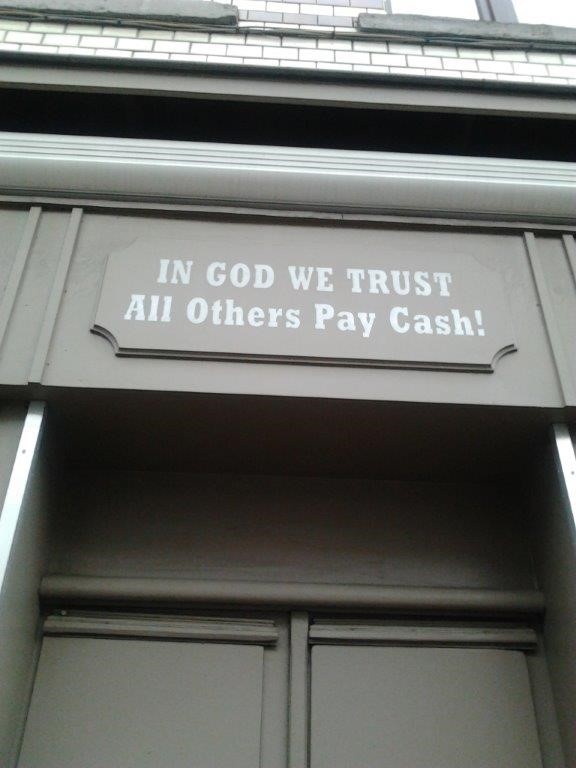 IN GOD WE TRUST
All Others Pay Cash!